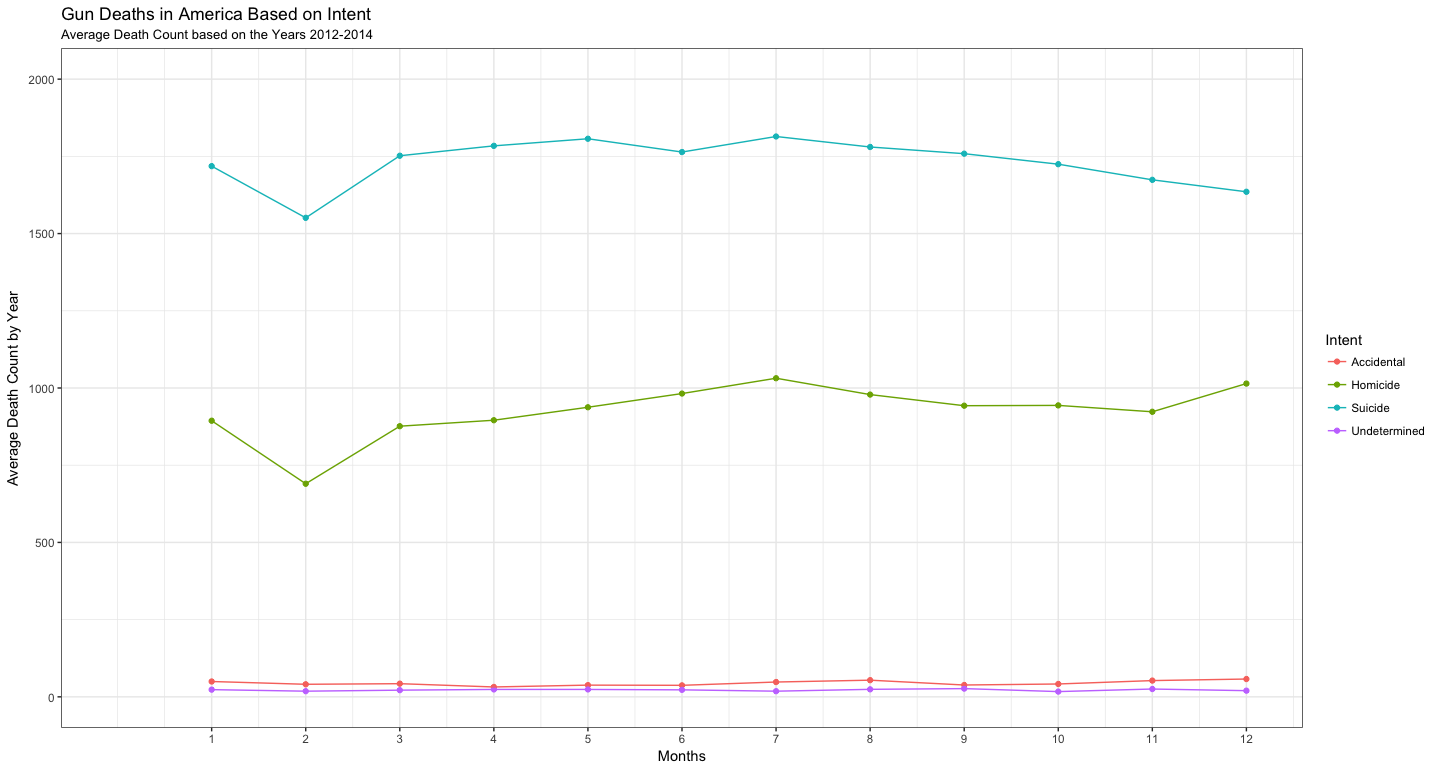 Gun Deaths in America Based on Intent
Average Death Count based on the Years 2012-2014
Average Death Count by Year
2000
1500
1000
500
0
1 2 3 4 5 6 7 8 9 10 11 12
Months
Intent
Accidental
Homicide
Suicide
Undetermined